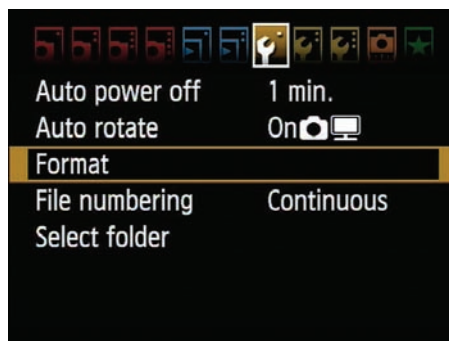 Auto power off 1 min.
Auto rotate On
Format
File numbering Continuous
Select folder